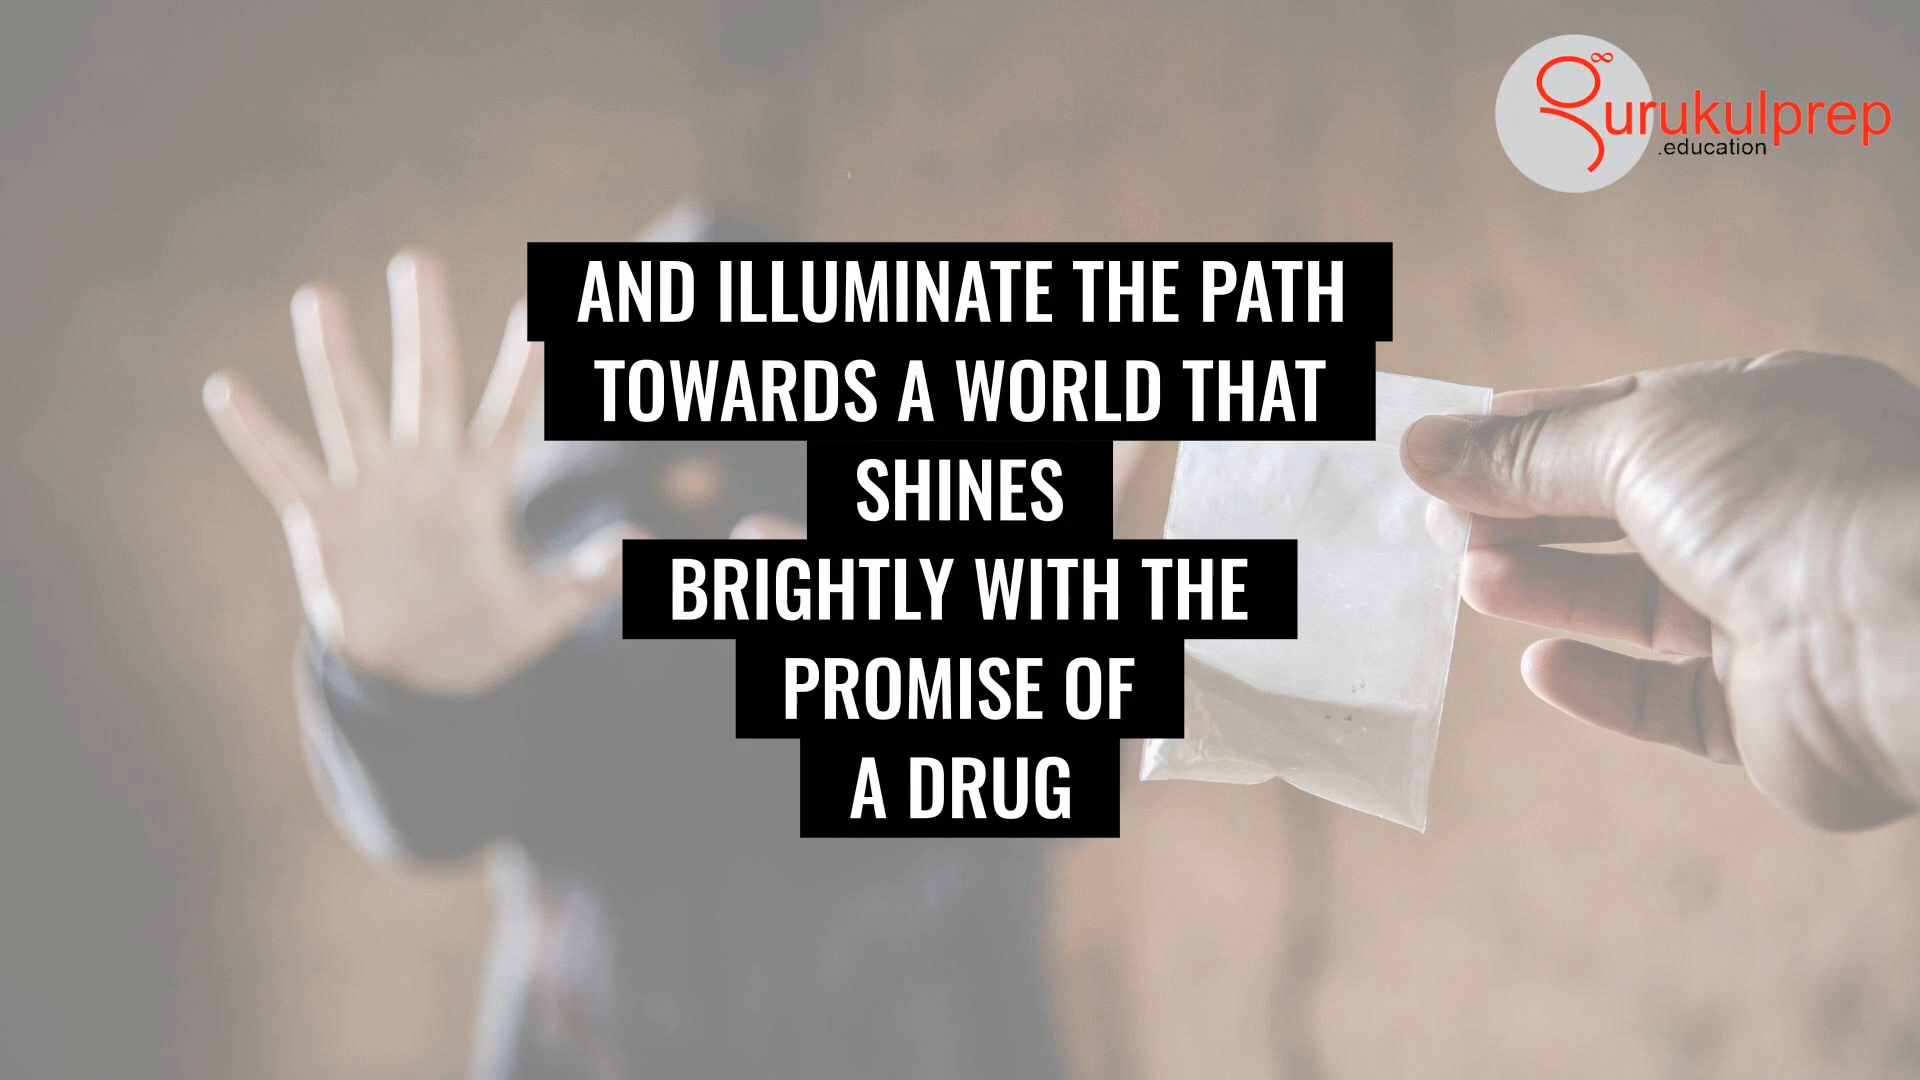 gurukulprep
.education
AND ILLUMINATE THE PATH
TOWARDS A WORLD THAT
SHINES
BRIGHTLY WITH THE
PROMISE OF
A DRUG